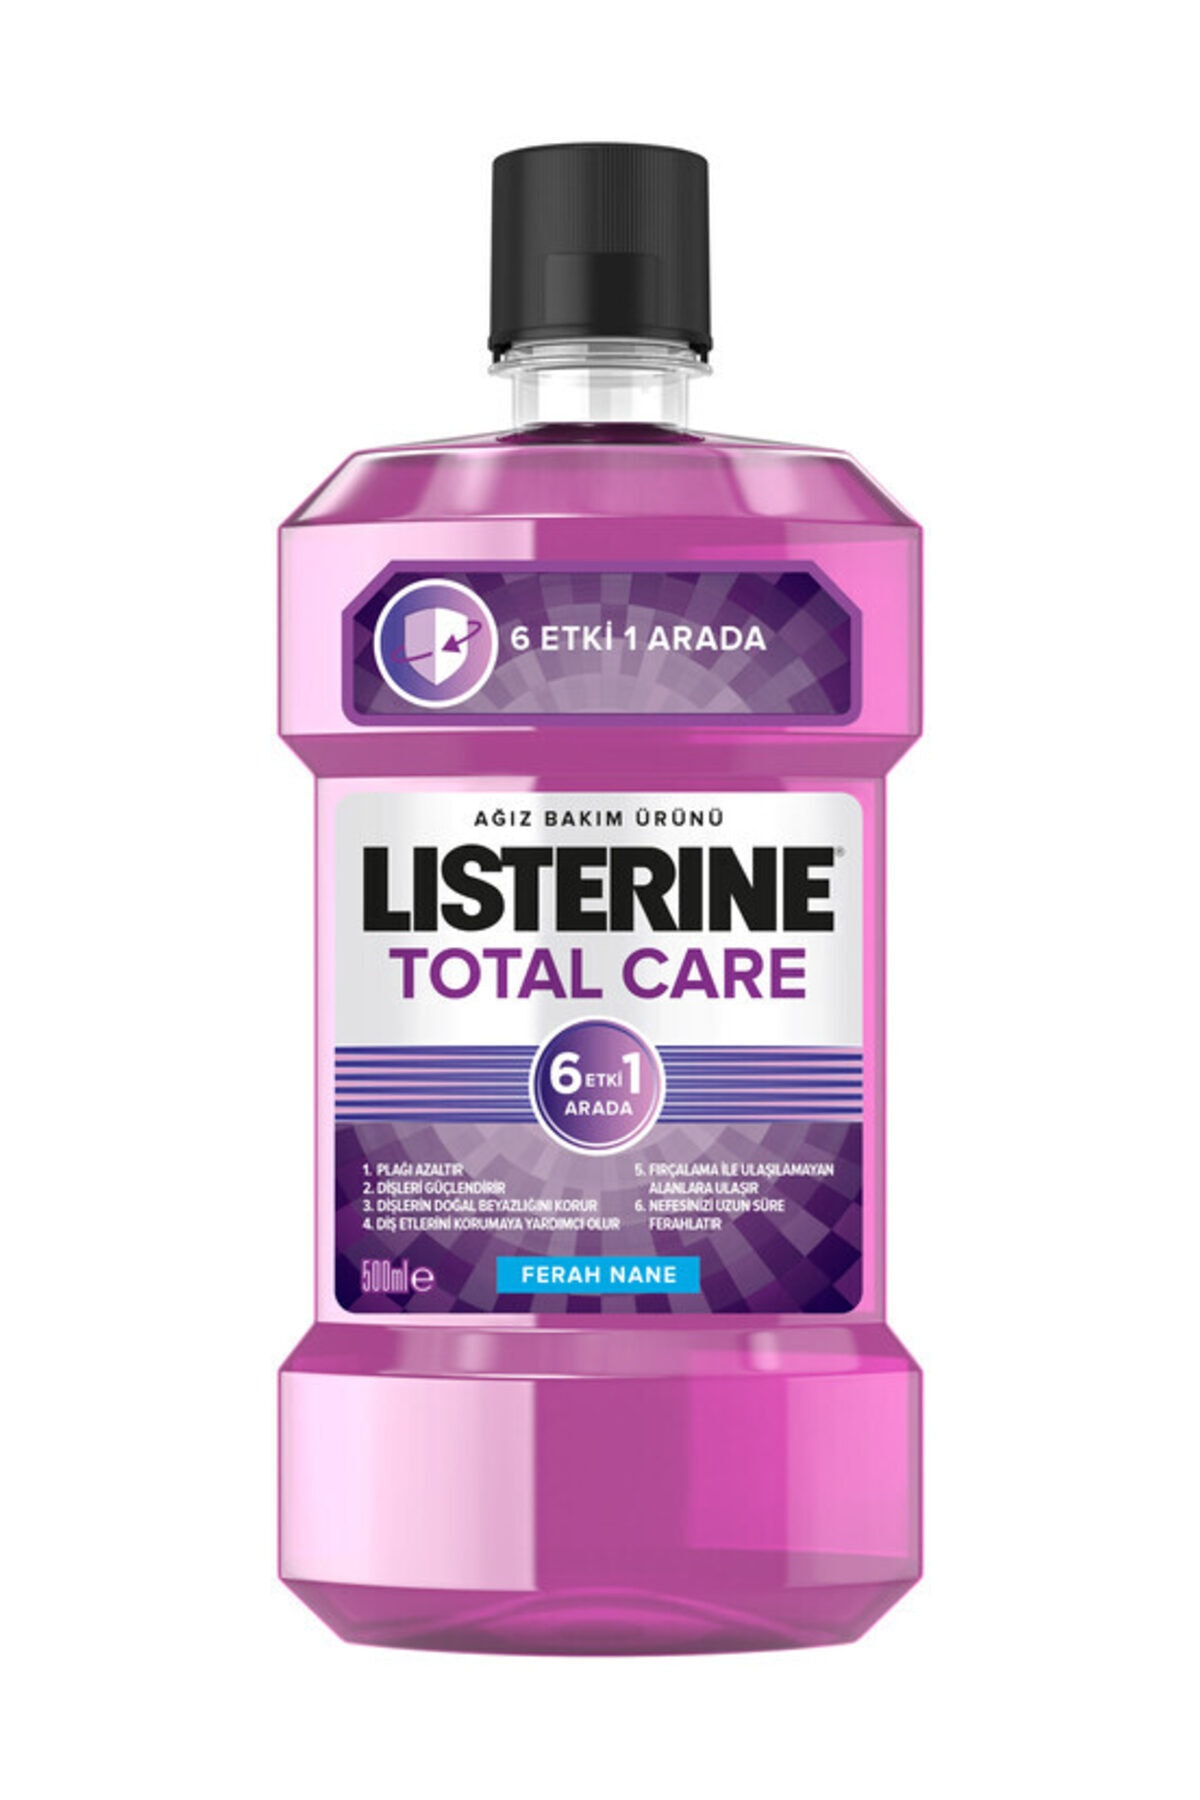 6 ETKİ 1 ARADA
AĞIZ BAKIM ÜRÜNÜ
LISTERINE®
TOTAL CARE
6 ETKİ 1
ARADA
1. PLAĞI AZALTIR
2. DİŞLERİ GÜÇLENDİRİR
3. DİŞLERİN DOĞAL BEYAZLIĞINI KORUR
4. DİŞ ETLERİNİ KORUMAYA YARDIMCI OLUR
5. FIRÇALAMA İLE ULAŞILAMAYAN
ALANLARA ULAŞIR
6. NEFESİNİZİ UZUN SÜRE
FERAHLATIR
500ml e
FERAH NANE